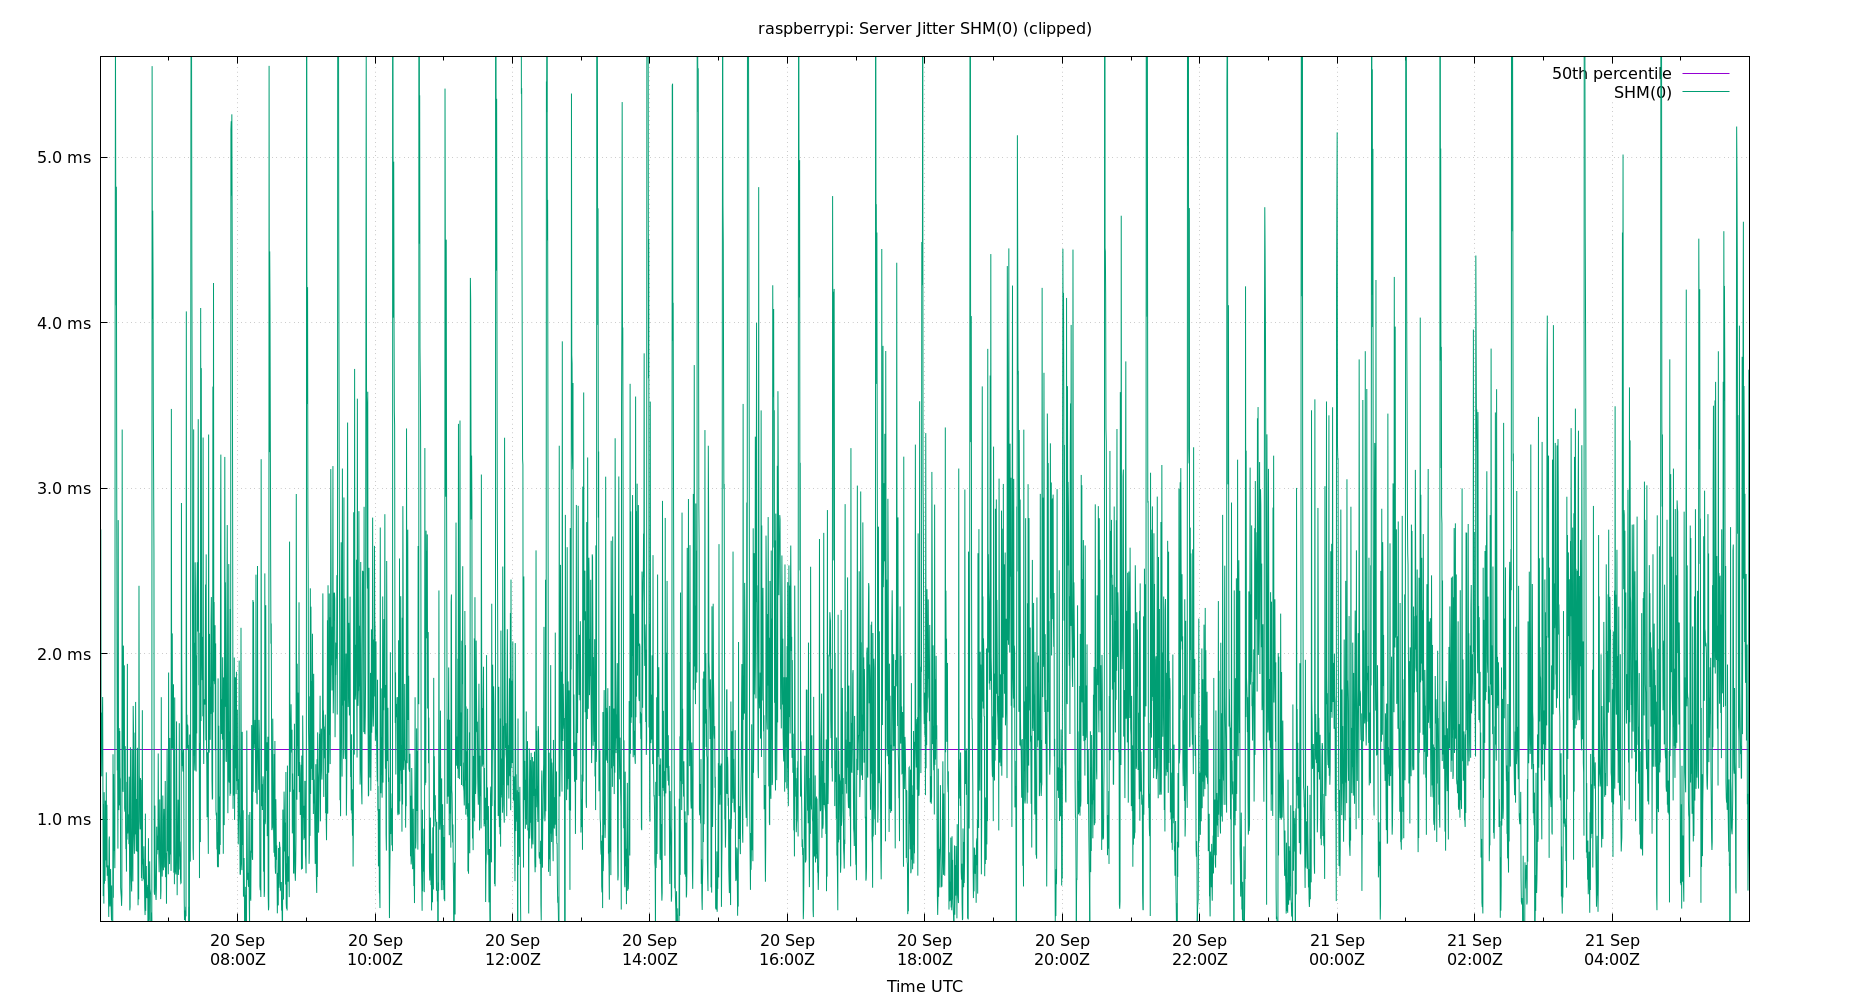 raspberrypi: Server Jitter SHM(0) (clipped)
50th percentile
SHM(0)
5.0 ms
4.0 ms
3.0 ms
2.0 ms
1.0 ms
20 Sep 20 Sep 20 Sep 20 Sep 20 Sep 20 Sep 20 Sep 20 Sep 21 Sep 21 Sep 21 Sep
08:00Z 10:00Z 12:00Z 14:00Z 16:00Z 18:00Z 20:00Z 22:00Z 00:00Z 02:00Z 04:00Z
Time UTC